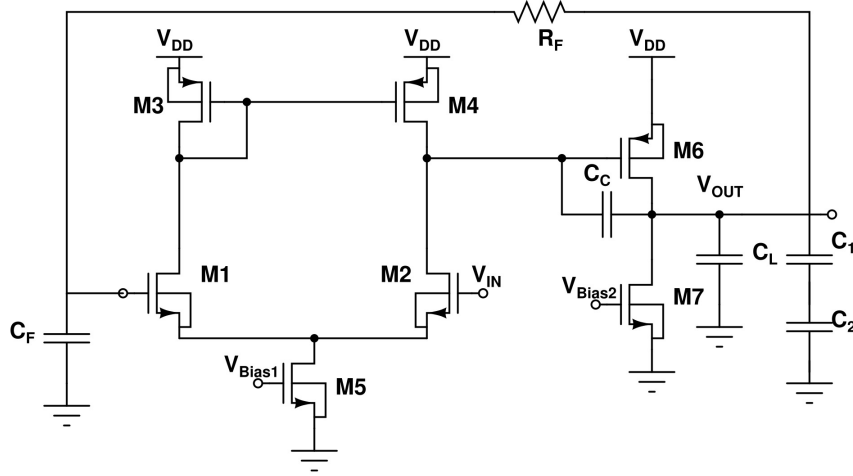 R_F
V_DD
V_DD
V_DD
M3
M4
M6
C_C
V_OUT
M1
M2
V_IN
C_L
C_1
V_Bias2
M7
C_F
C_2
V_Bias1
M5